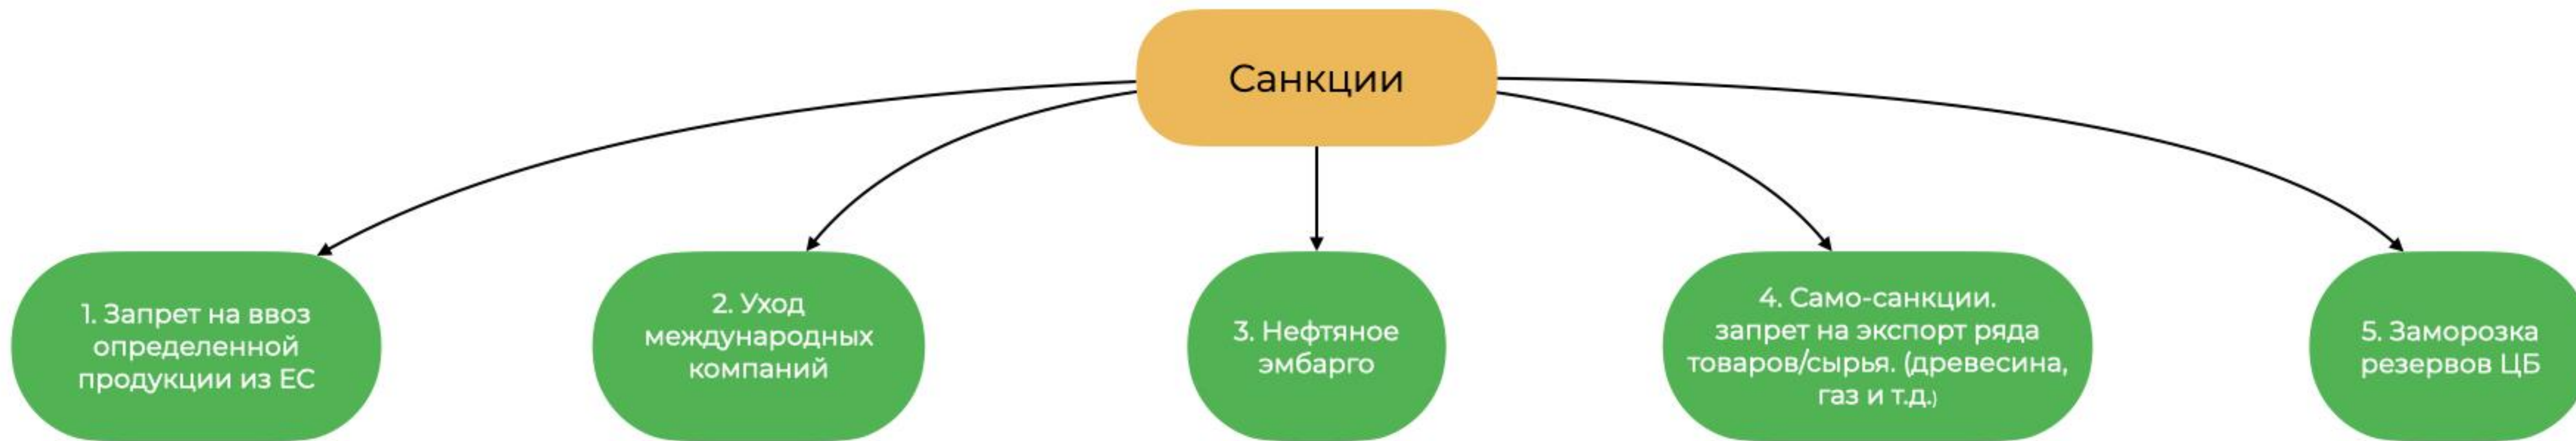 Санкции
1. Запрет на ввоз
определенной
продукции из ЕС
2. Уход
международных
компаний
3. Нефтяное
эмбарго
4. Само-санкции.
запрет на экспорт ряда
товаров/сырья. (древесина,
газ и т.д.)
5. Заморозка
резервов ЦБ